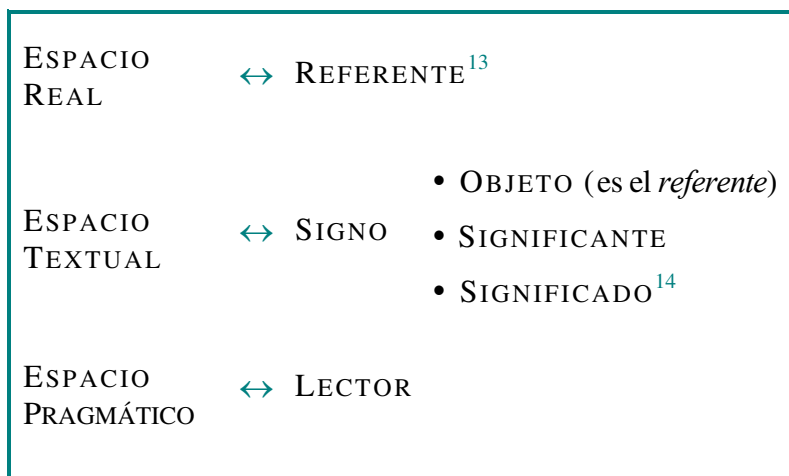 ESPACIO
REAL ↔ REFERENTE13
• OBJETO (es el referente)
ESPACIO
TEXTUAL ↔ SIGNO • SIGNIFICANTE
• SIGNIFICADO14
ESPACIO
PRAGMÁTICO ↔ LECTOR